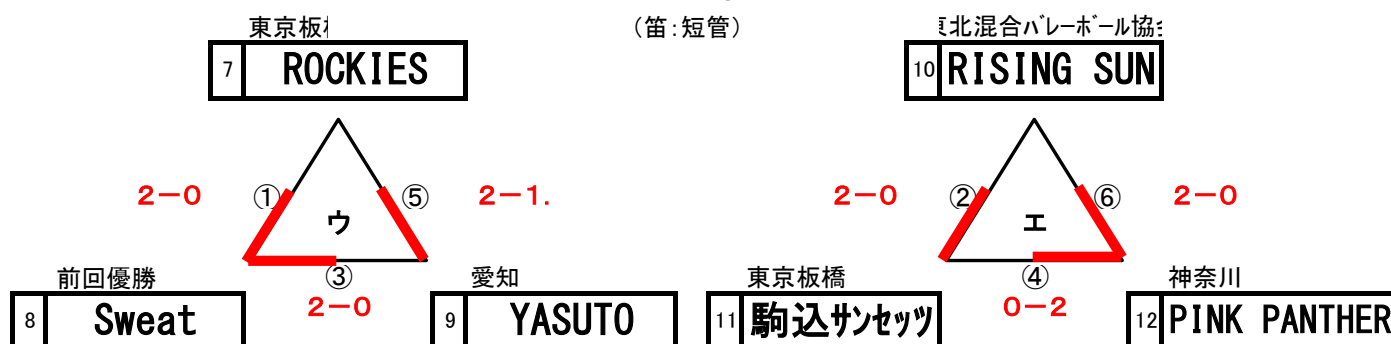 東京板
(笛：短管)
北混合バレーボール協
7 ROCKIES
10 RISING SUN
2－0 ① ⑤ 2－1.
2－0 ② ⑥ 2－0
ウ
エ
前回優勝 ③ 愛知
東京板橋 ④ 神奈川
8 Sweat 2－0 9 YASUTO
11 駒込サンセッツ 0－2 12 PINK PANTHER